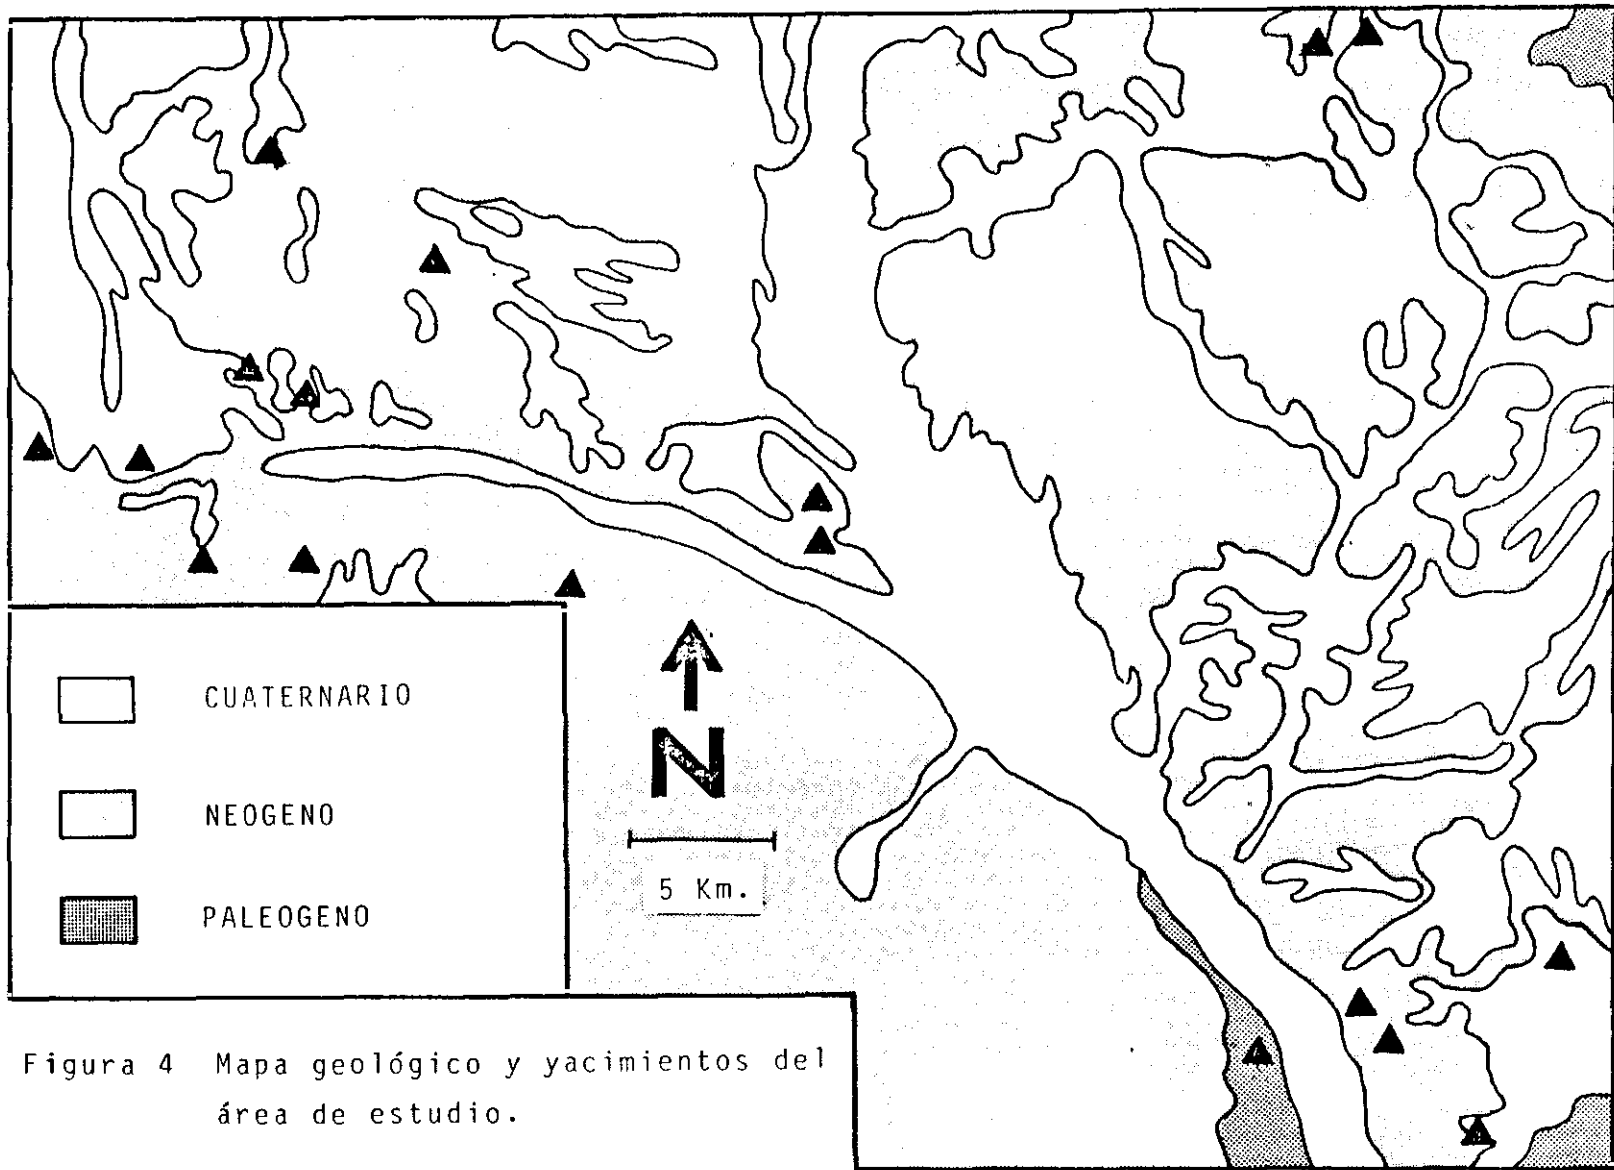 CUATERNARIO
NEOGENO
PALEOGENO
N
5 Km.
Figura 4 Mapa geológico y yacimientos del
área de estudio.